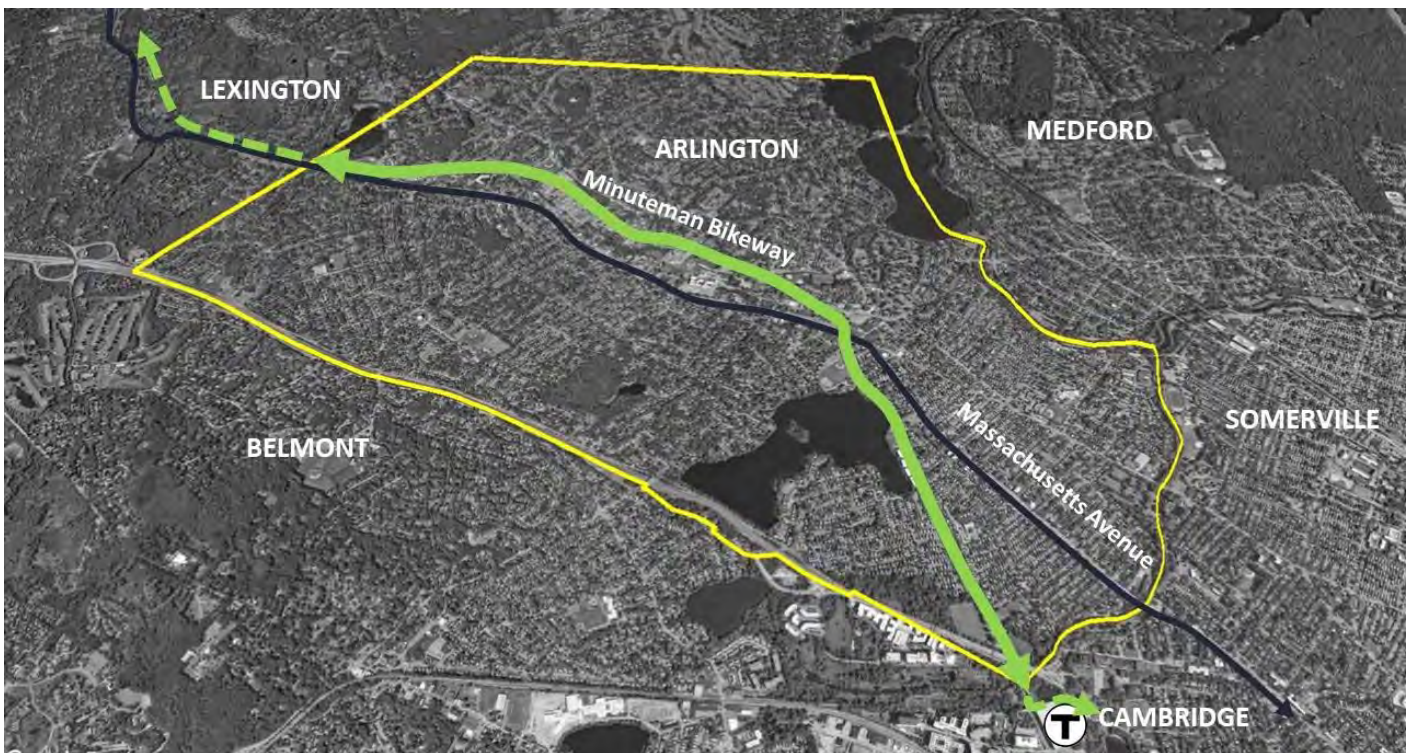 LEXINGTON
ARLINGTON
MEDFORD
Minuteman Bikeway
SOMERVILLE
BELMONT
Massachusetts Avenue
T
CAMBRIDGE